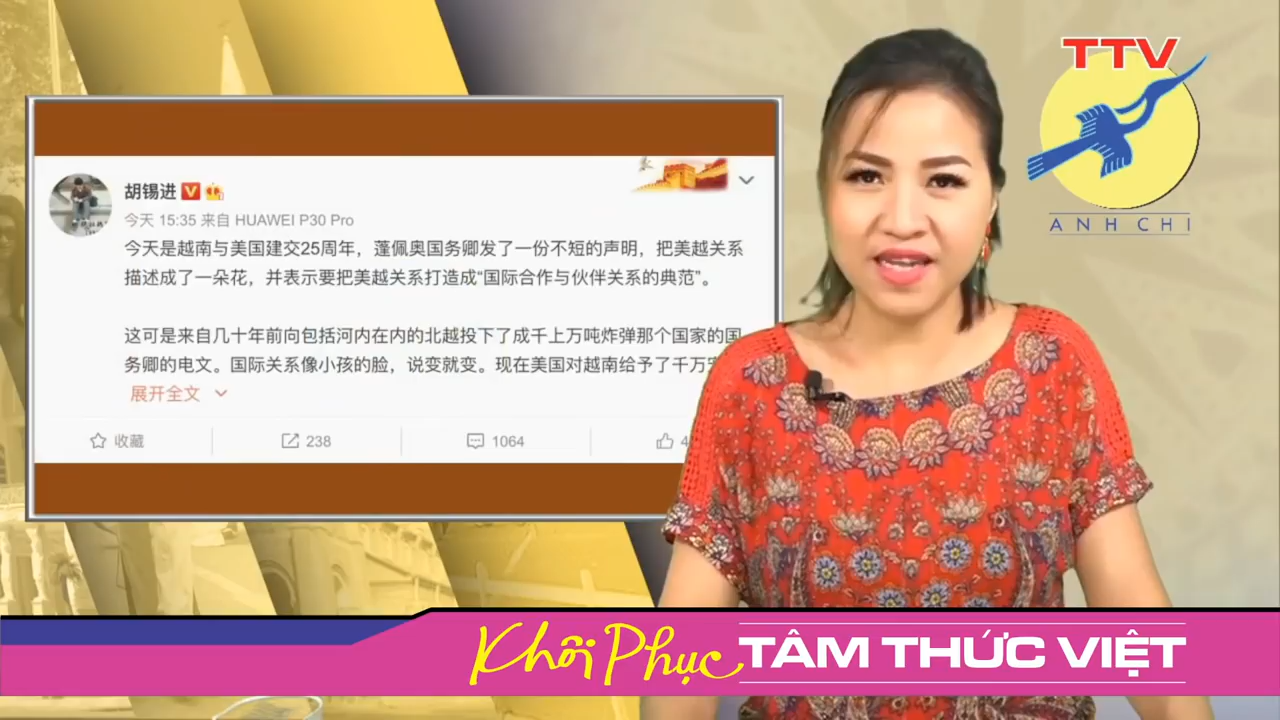 胡锡进
今天 15:35 来自 HUAWEI P30 Pro
今天是越南与美国建交25周年，蓬佩奥国务卿发了一份不短的声明，把美越关系
描述成了一朵花，并表示要把美越关系打造成“国际合作与伙伴关系的典范”。
这可是来自几十年前向包括河内在内的北越投下了成千上万吨炸弹那个国家的国
务卿的电文。国际关系像小孩的脸，说变就变。现在美国对越南给予了千万
展开全文
收藏
238
1064
4
TTV
ANH CHI
Khôi Phục TÂM THỨC VIỆT